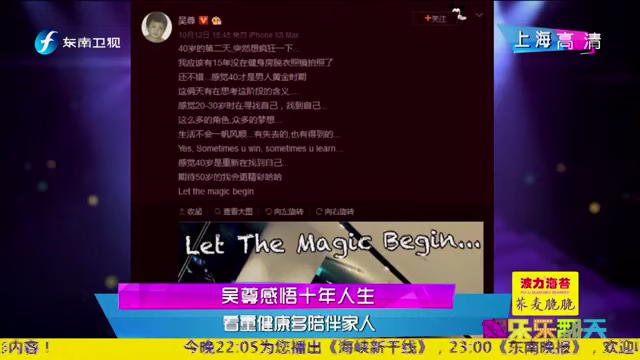 东南卫视
上海高清
吴尊
+关注
10月12日 15:45 来自 iPhone XS Max
40岁的第二天,突然想疯狂一下...
我应该有15年没在健身房脱衣照镜拍照了
还不错...感觉40才是男人黄金时期
这俩天有在思考这阶段的含义....
感觉20-30岁时在寻找自己，找到自己...
这么多的角色,众多的梦想...
生活不会一帆风顺...有失去的,也有得到的...
Yes, Sometimes u win, sometimes u learn....
感觉40岁是重新在找到自己...
期待50岁的我会更精彩哈哈
Let the magic begin
收起 查看大图 向左旋转 向右旋转
Let The Magic Begin...
吴尊感悟十年人生
看重健康多陪伴家人
波力海苔
荞麦脆脆
乐乐翻天
内容！ 今晚22:05为您播出《海峡新干线》，23:00《东南晚报》，欢迎